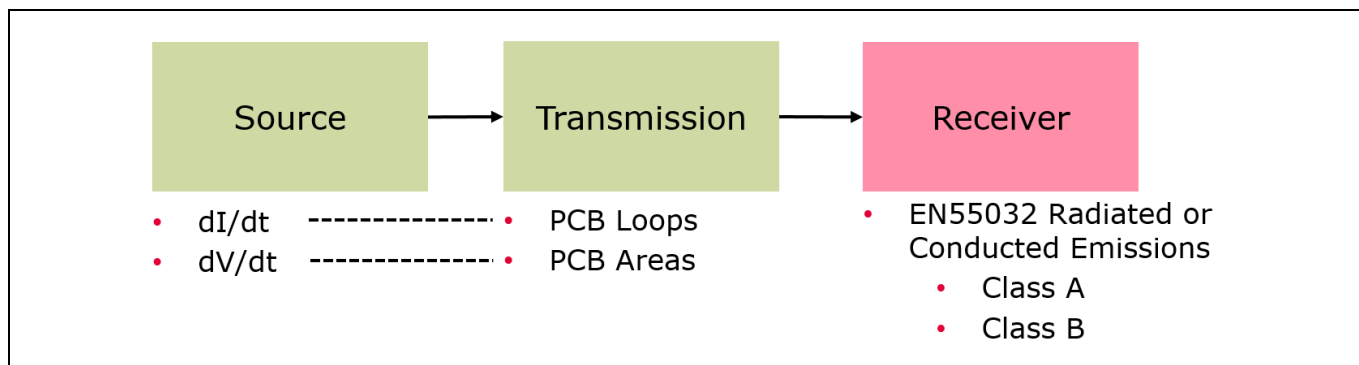 Source
Transmission
Receiver
• dI/dt
• dV/dt
• PCB Loops
• PCB Areas
• EN55032 Radiated or
Conducted Emissions
• Class A
• Class B